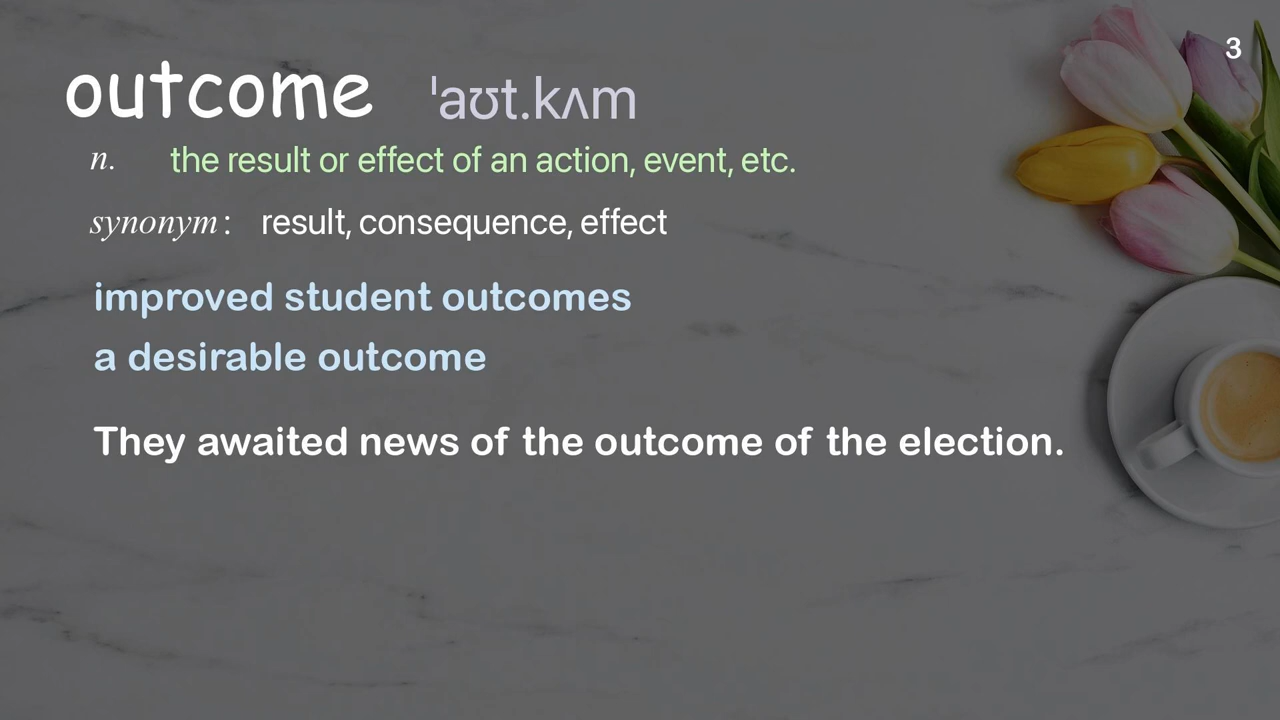 3
outcome ˈaʊt.kʌm
n. the result or effect of an action, event, etc.
synonym: result, consequence, effect
improved student outcomes
a desirable outcome
They awaited news of the outcome of the election.